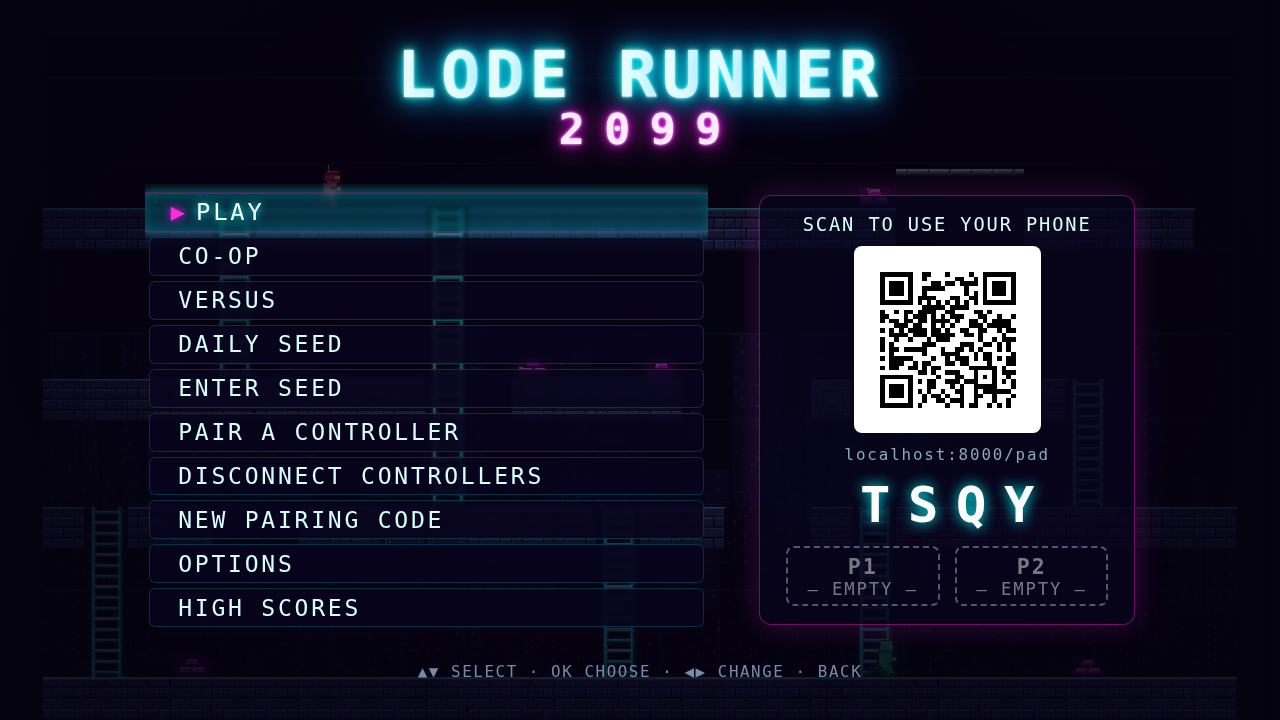 LODE RUNNER
2099
▶ PLAY
CO-OP
VERSUS
DAILY SEED
ENTER SEED
PAIR A CONTROLLER
DISCONNECT CONTROLLERS
NEW PAIRING CODE
OPTIONS
HIGH SCORES
SCAN TO USE YOUR PHONE
localhost:8000/pad
TSQY
P1
— EMPTY —
P2
— EMPTY —
▲▼ SELECT · OK CHOOSE · ◀▶ CHANGE · BACK